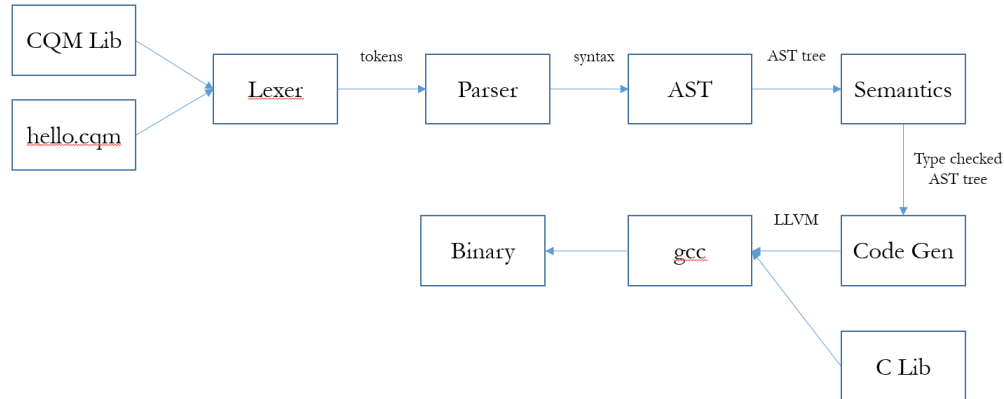 CQM Lib
hello.cqm
Lexer
tokens
Parser
syntax
AST
AST tree
Semantics
Type checked
AST tree
Binary
gcc
LLVM
Code Gen
C Lib